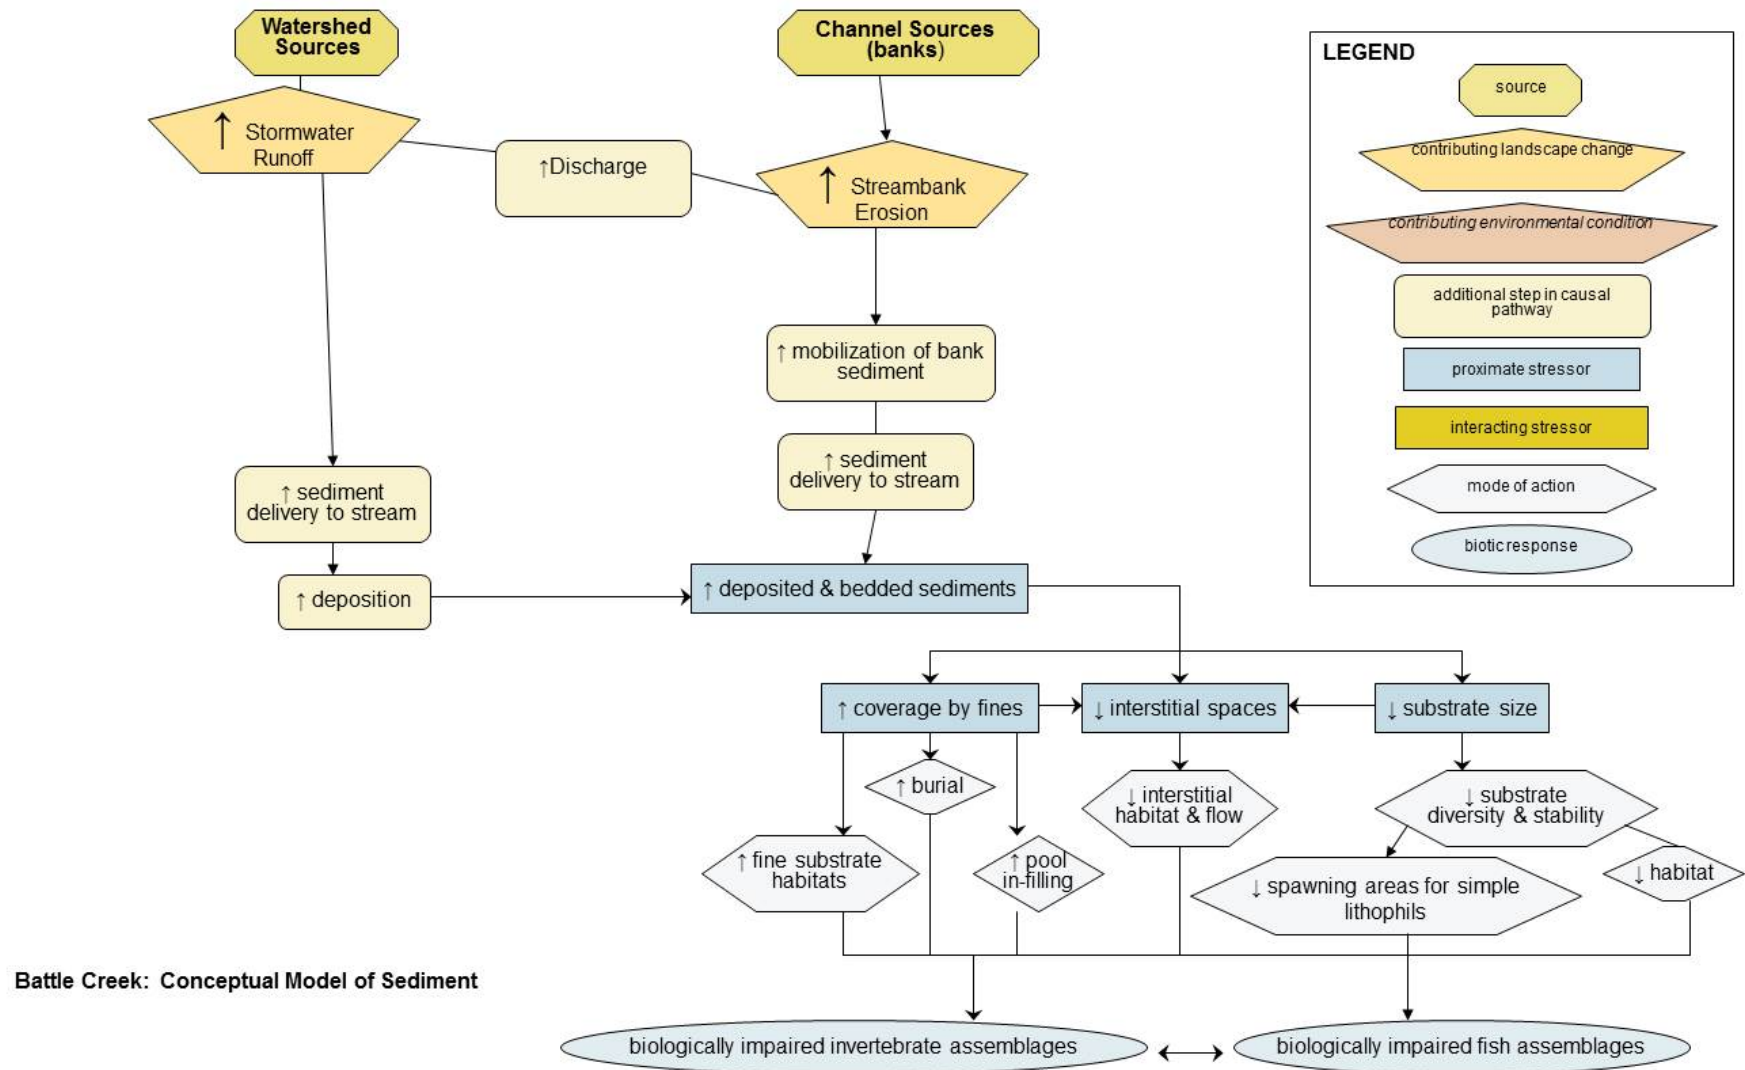 Watershed
Sources
Channel Sources
(banks)
↑ Stormwater
Runoff
↑Discharge
↑ Streambank
Erosion
↑ mobilization of bank
sediment
↑ sediment
delivery to stream
↑ sediment
delivery to stream
↑ deposition
↑ deposited & bedded sediments
↑ coverage by fines
↓ interstitial spaces
↓ substrate size
↑ burial
↓ interstitial
habitat & flow
↓ substrate
diversity & stability
↑ fine substrate
habitats
↑ pool
in-filling
↓ spawning areas for simple
lithophils
↓ habitat
Battle Creek: Conceptual Model of Sediment
biologically impaired invertebrate assemblages
biologically impaired fish assemblages
LEGEND
source
contributing landscape change
contributing environmental condition
additional step in causal
pathway
proximate stressor
interacting stressor
mode of action
biotic response